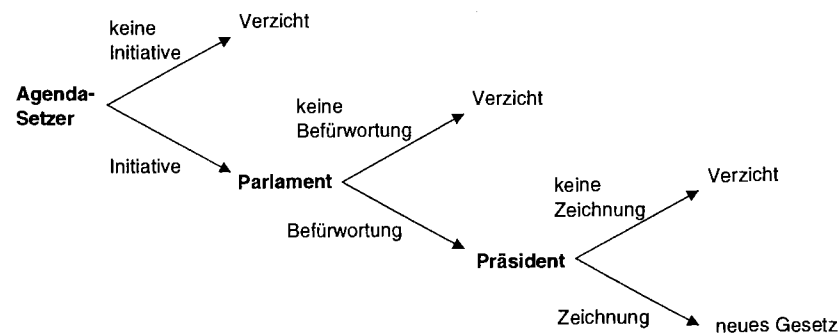 keine
Initiative
Verzicht
Agenda-
Setzer
Initiative
keine
Befürwortung
Verzicht
Parlament
Befürwortung
keine
Zeichnung
Verzicht
Präsident
Zeichnung
neues Gesetz